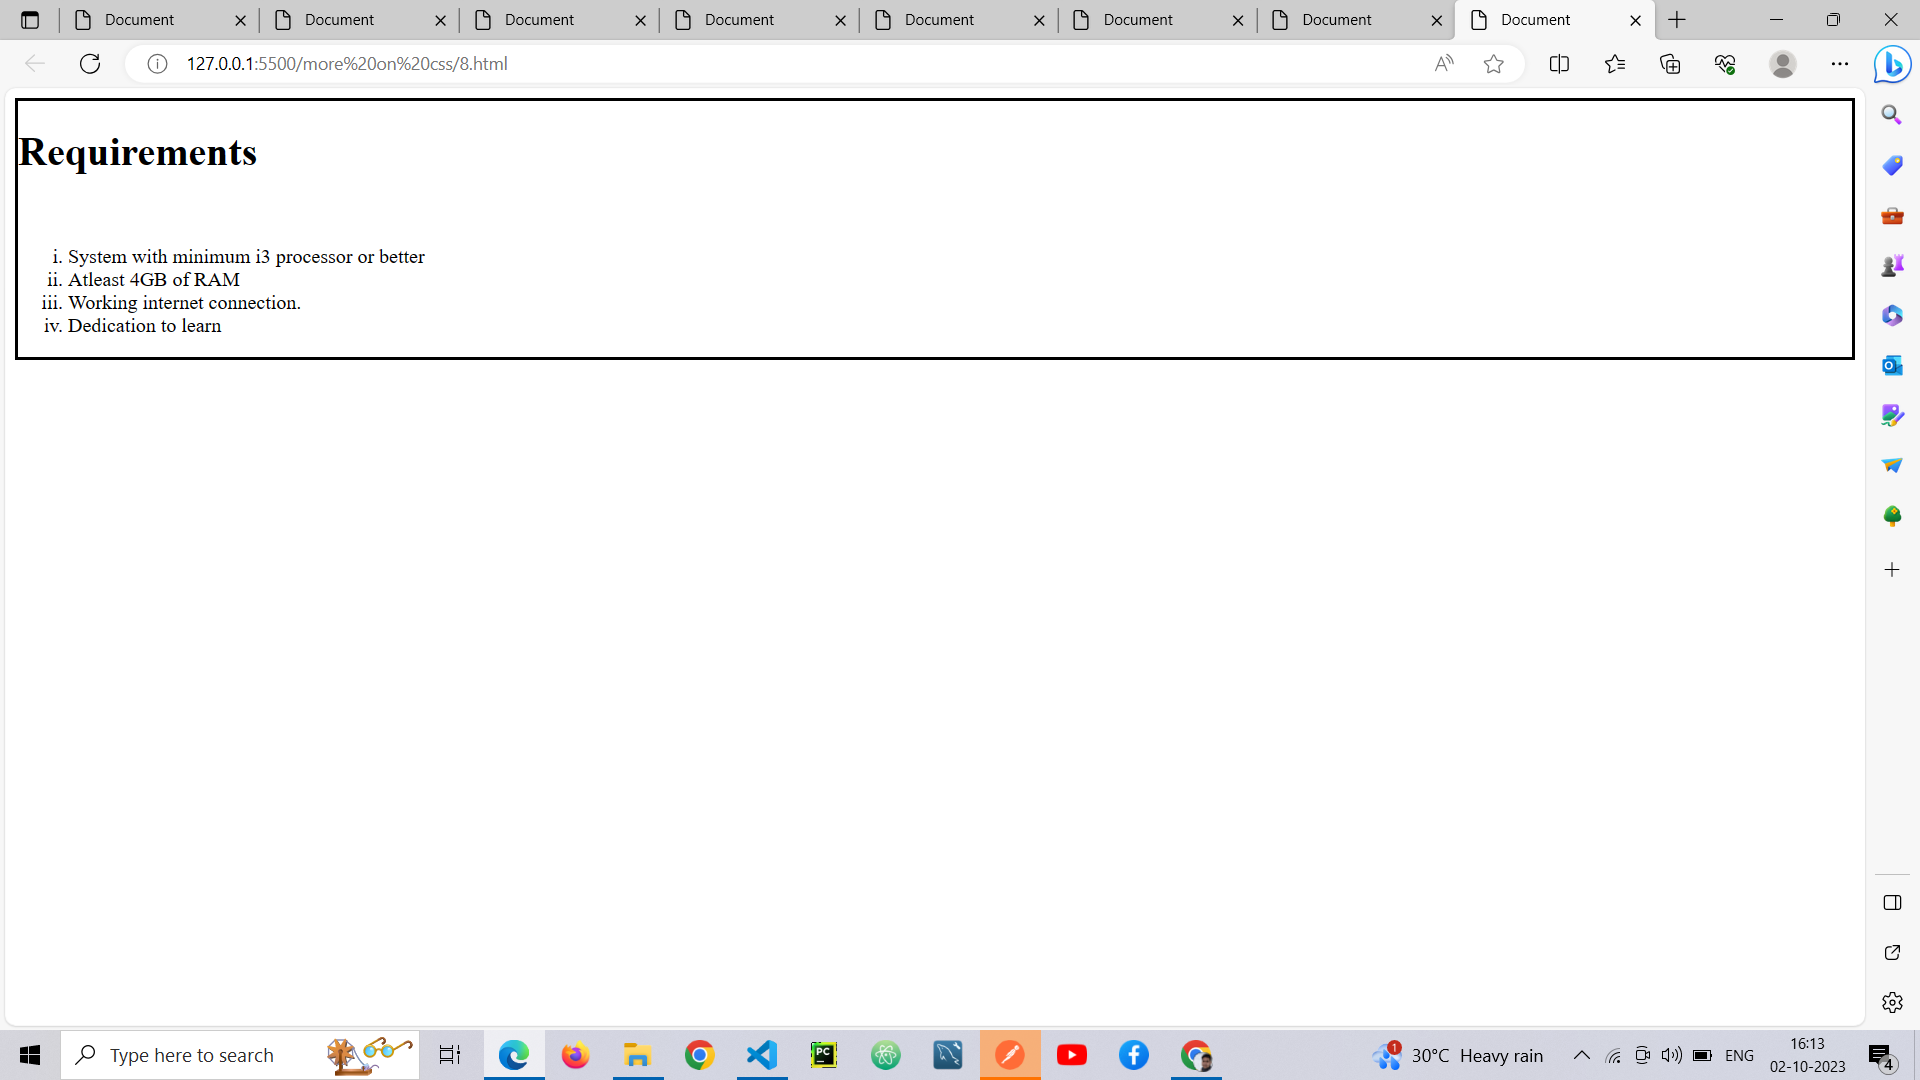 Document Document Document Document Document Document Document Document
127.0.0.1:5500/more%20on%20css/8.html
Requirements
i. System with minimum i3 processor or better
ii. Atleast 4GB of RAM
iii. Working internet connection.
iv. Dedication to learn
Type here to search
PC
1
30°C Heavy rain
ENG
16:13
02-10-2023
4